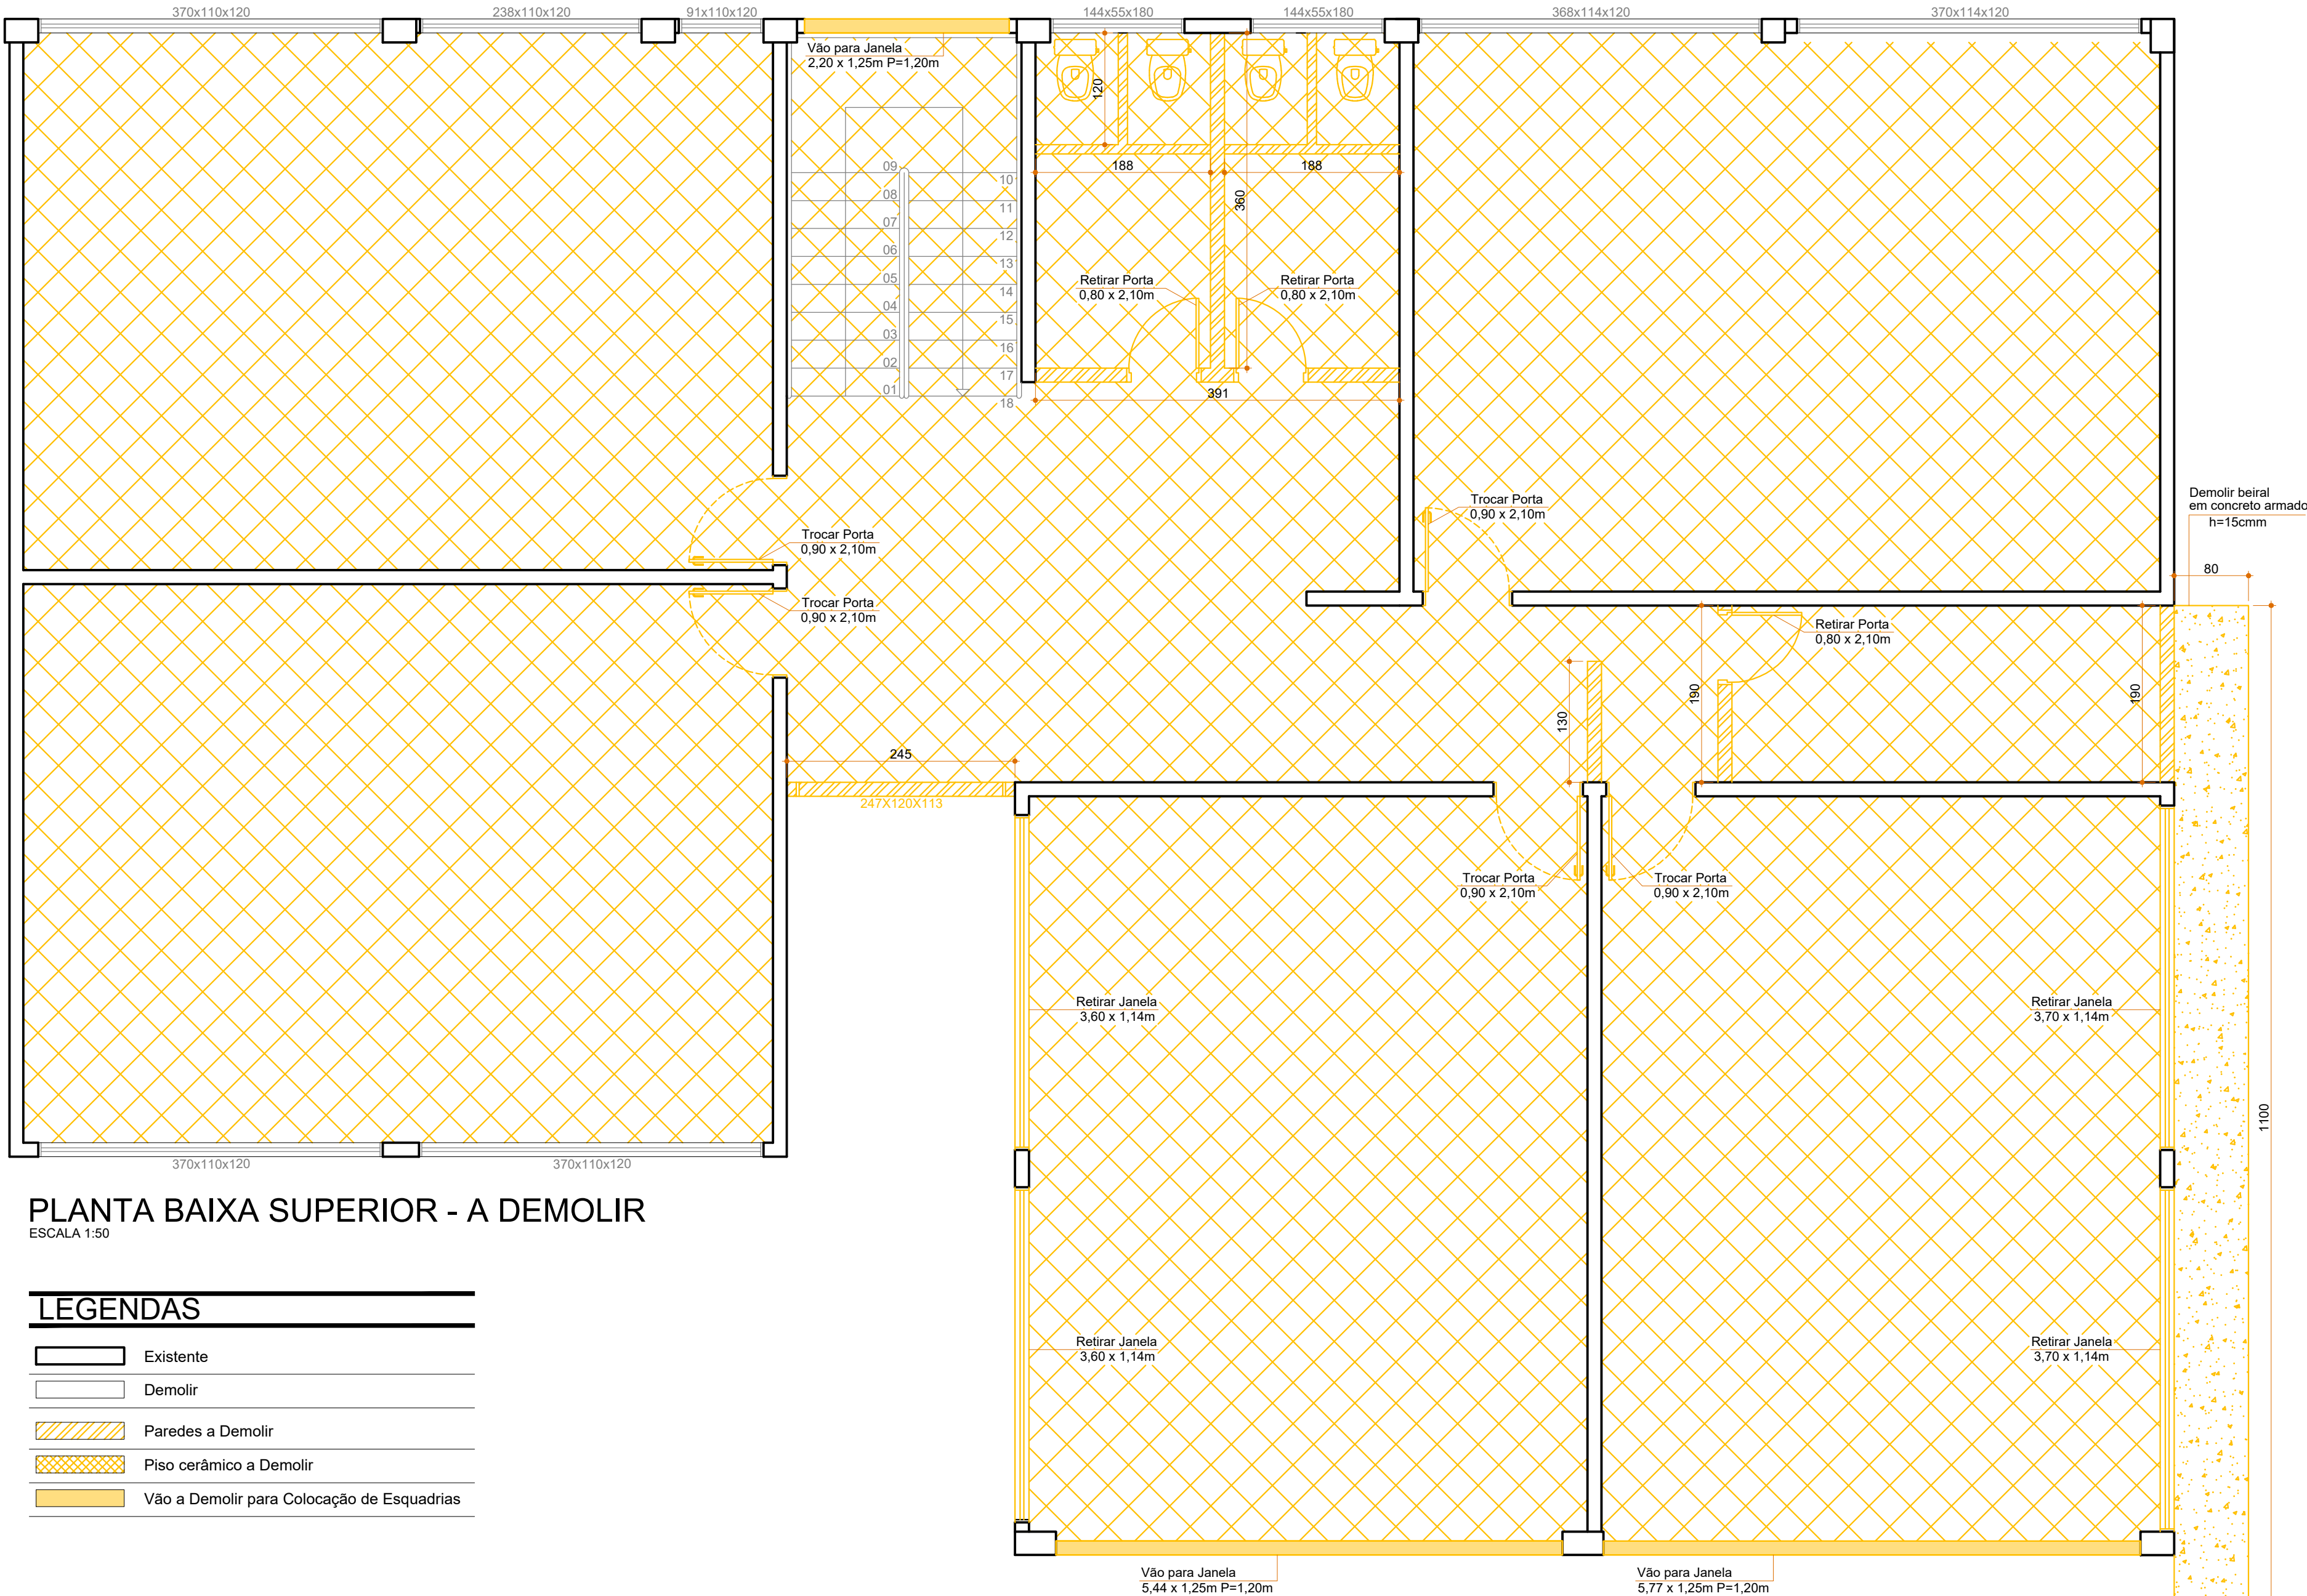 370x110x120
238x110x120
91x110x120
144x55x180
144x55x180
368x114x120
370x114x120
Vão para Janela
2,20 x 1,25m P=1,20m
120
188
188
360
09
08
07
06
05
04
03
02
01
10
11
12
13
14
15
16
17
18
Retirar Porta
0,80 x 2,10m
Retirar Porta
0,80 x 2,10m
391
Trocar Porta
0,90 x 2,10m
Trocar Porta
0,90 x 2,10m
Trocar Porta
0,90 x 2,10m
Demolir beiral
em concreto armado
h=15cmm
80
Retirar Porta
0,80 x 2,10m
130
190
190
245
247X120X113
Trocar Porta
0,90 x 2,10m
Trocar Porta
0,90 x 2,10m
Retirar Janela
3,60 x 1,14m
Retirar Janela
3,70 x 1,14m
1100
370x110x120
370x110x120
PLANTA BAIXA SUPERIOR - A DEMOLIR
ESCALA 1:50
Retirar Janela
3,60 x 1,14m
Retirar Janela
3,70 x 1,14m
LEGENDAS
Existente
Demolir
Paredes a Demolir
Piso cerâmico a Demolir
Vão a Demolir para Colocação de Esquadrias
Vão para Janela
5,44 x 1,25m P=1,20m
Vão para Janela
5,77 x 1,25m P=1,20m